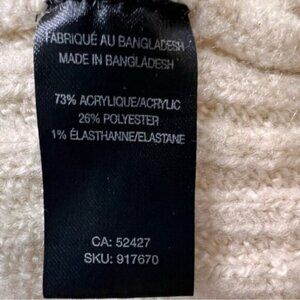 FABRIQUÉ AU BANGLADESH
MADE IN BANGLADESH
73% ACRYLIQUE/ACRYLIC
26% POLYESTER
1% ÉLASTHANNE/ELASTANE
CA: 52427
SKU: 917670